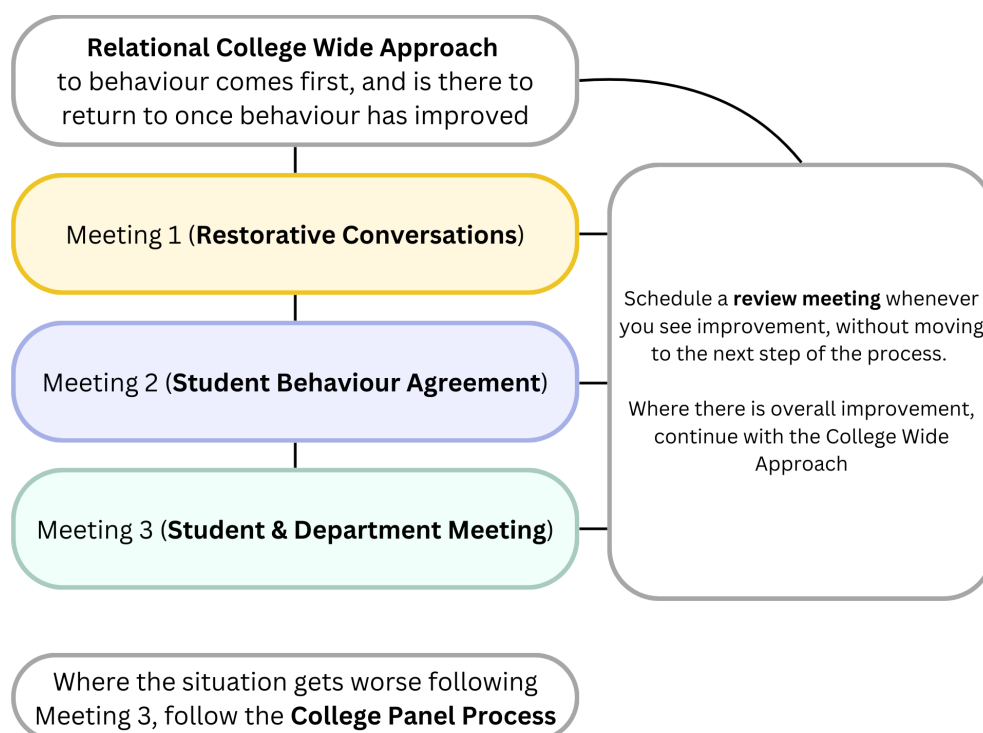 Relational College Wide Approach
to behaviour comes first, and is there to
return to once behaviour has improved
Meeting 1 (Restorative Conversations)
Meeting 2 (Student Behaviour Agreement)
Meeting 3 (Student & Department Meeting)
Schedule a review meeting whenever
you see improvement, without moving
to the next step of the process.
Where there is overall improvement,
continue with the College Wide
Approach
Where the situation gets worse following
Meeting 3, follow the College Panel Process